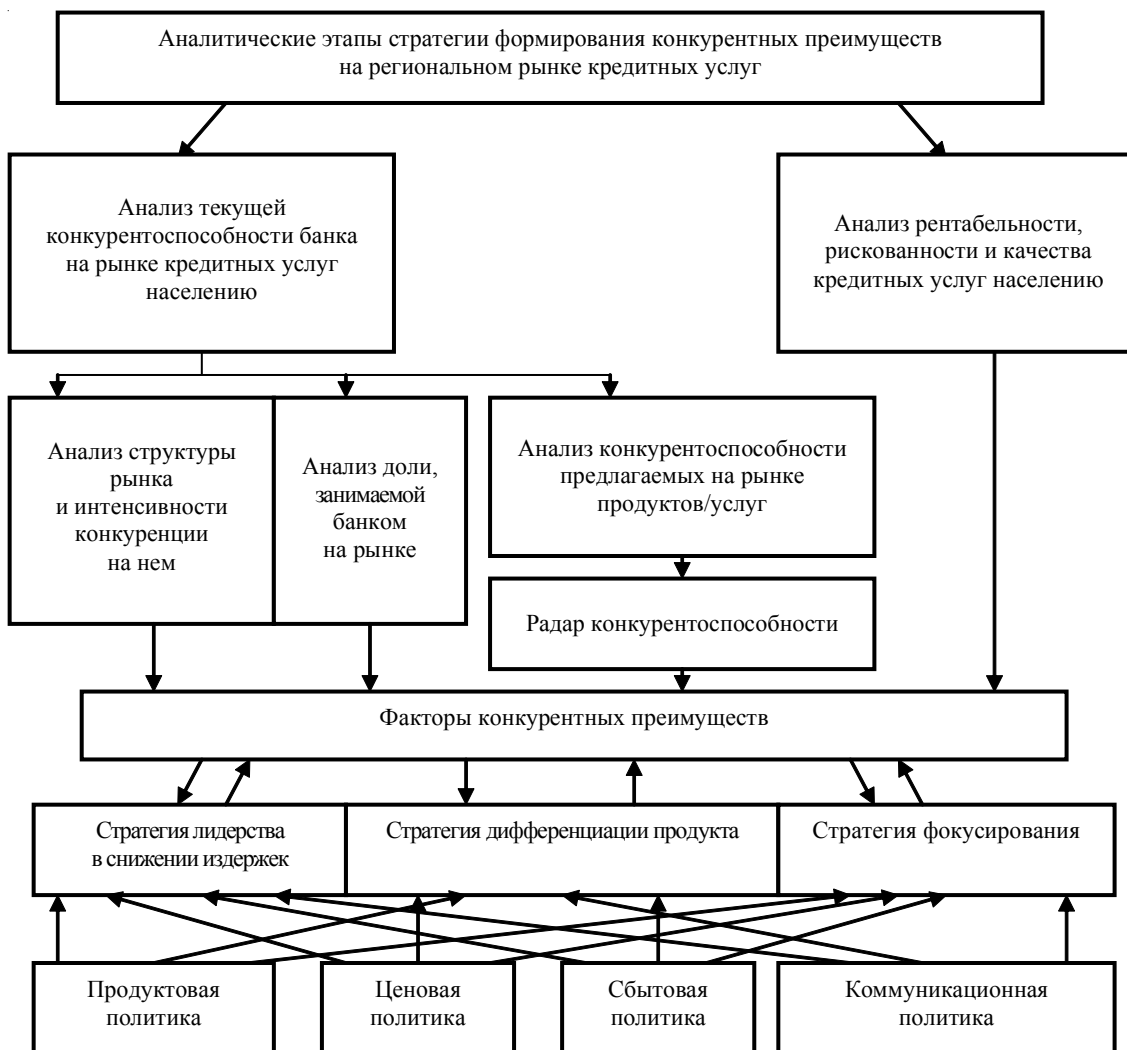 Аналитические этапы стратегии формирования конкурентных преимуществ
на региональном рынке кредитных услуг
Анализ текущей
конкурентоспособности банка
на рынке кредитных услуг
населению
Анализ рентабельности,
рискованности и качества
кредитных услуг населению
Анализ структуры
рынка
и интенсивности
конкуренции
на нем
Анализ доли,
занимаемой
банком
на рынке
Анализ конкурентоспособности
предлагаемых на рынке
продуктов/услуг
Радар конкурентоспособности
Факторы конкурентных преимуществ
Стратегия лидерства
в снижении издержек
Стратегия дифференциации продукта
Стратегия фокусирования
Продуктовая
политика
Ценовая
политика
Сбытовая
политика
Коммуникационная
политика